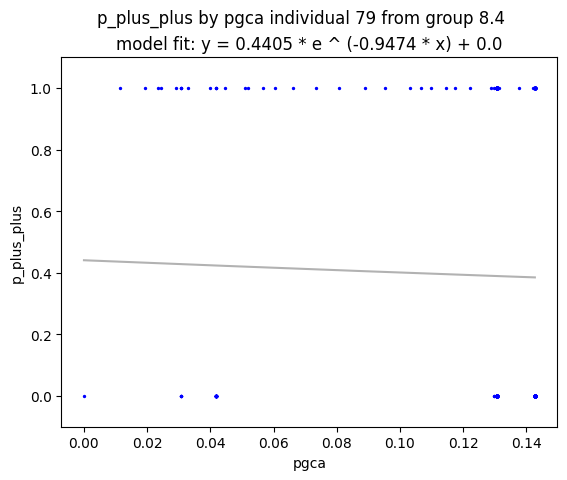 p_plus_plus by pgca individual 79 from group 8.4
model fit: y = 0.4405 * e ^ (-0.9474 * x) + 0.0
1.0
0.8
0.6
0.4
0.2
0.0
p_plus_plus
0.00 0.02 0.04 0.06 0.08 0.10 0.12 0.14
pgca